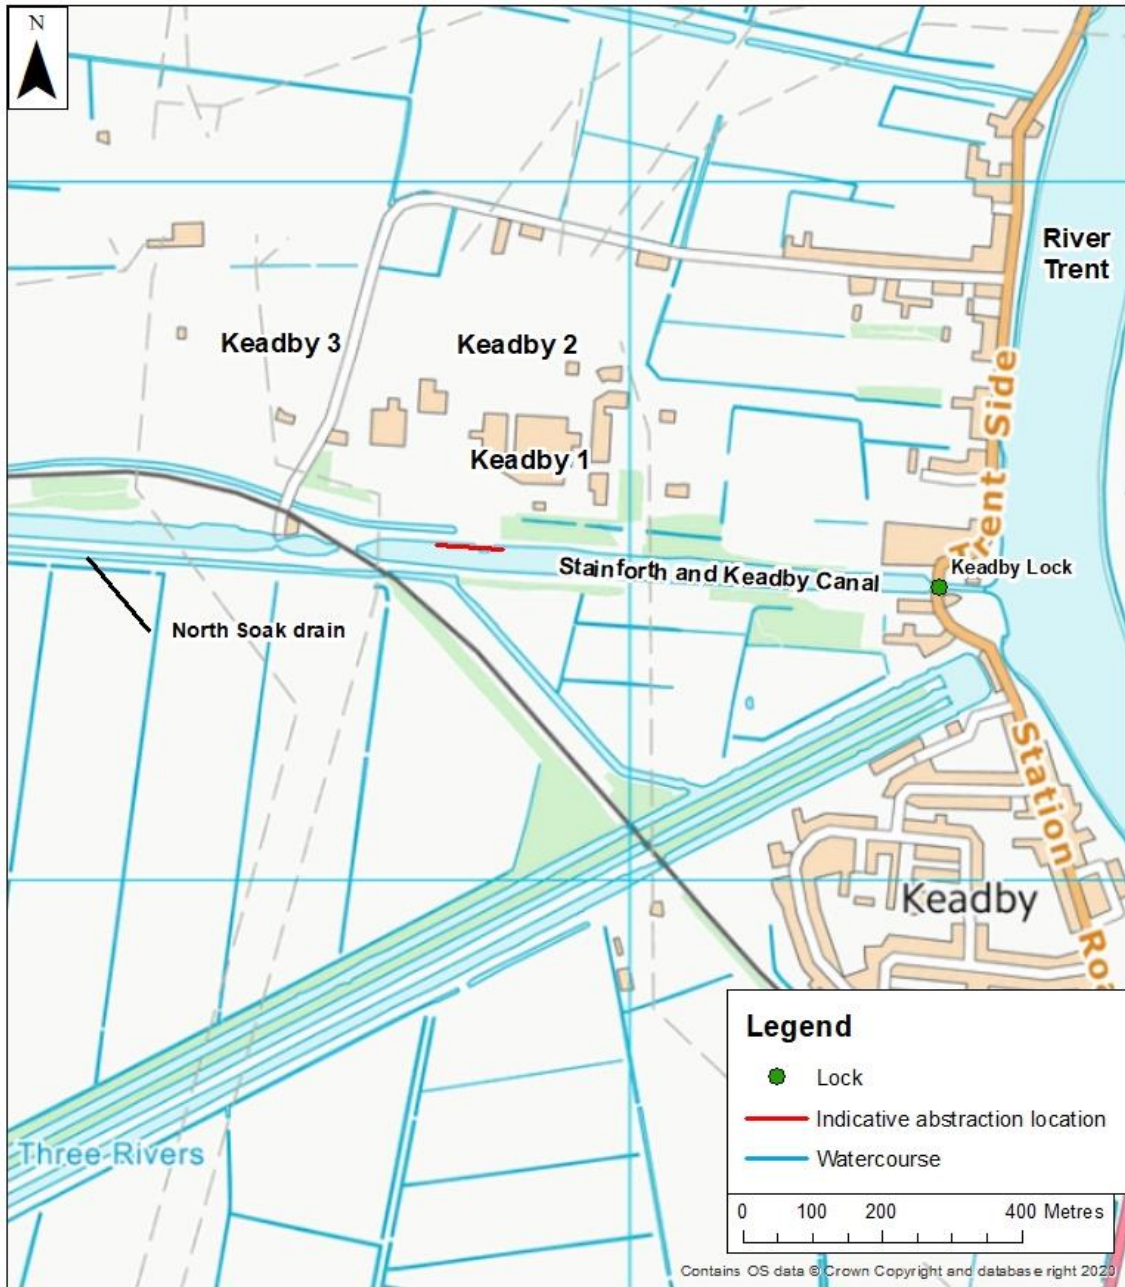 N
River
Trent
Keadby 3
Keadby 2
Trent Side
Keadby 1
Stainforth and Keadby Canal
Keadby Lock
North Soak drain
Station Roa
Keadby
Three Rivers
Legend
Lock
Indicative abstraction location
Watercourse
0 100 200 400 Metres
Contains OS data © Crown Copyright and database right 2023